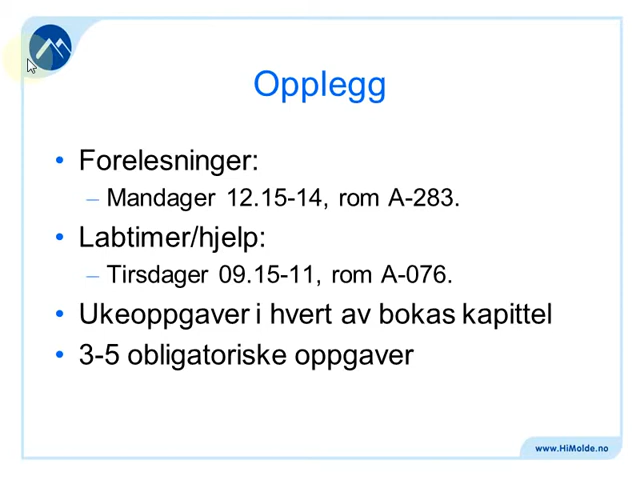 Opplegg
• Forelesninger:
– Mandager 12.15-14, rom A-283.
• Labtimer/hjelp:
– Tirsdager 09.15-11, rom A-076.
• Ukeoppgaver i hvert av bokas kapittel
• 3-5 obligatoriske oppgaver
www.HiMolde.no